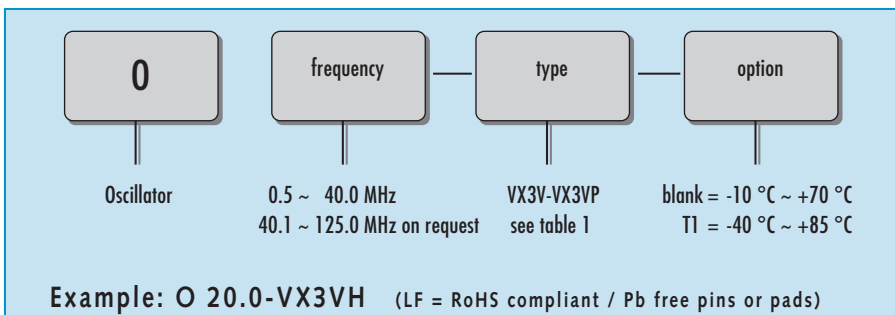 O
frequency
type
option
Oscillator
0.5 ~ 40.0 MHz
40.1 ~ 125.0 MHz on request
VX3V-VX3VP
see table 1
blank = -10 °C ~ +70 °C
T1 = -40 °C ~ +85 °C
Example: O 20.0-VX3VH (LF = RoHS compliant / Pb free pins or pads)